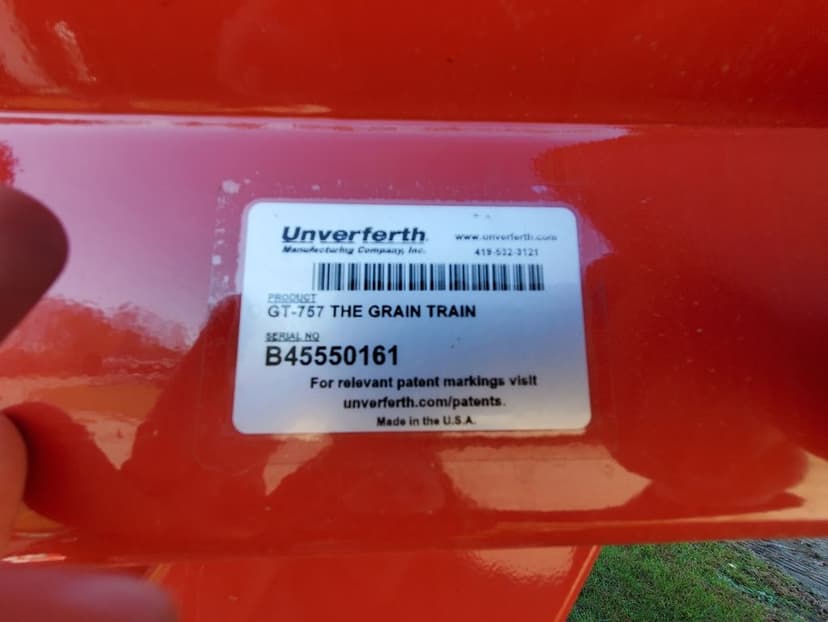 Unverferth
Manufacturing Company, Inc.
www.unverferth.com
419-532-3121
PRODUCT
GT-757 THE GRAIN TRAIN
SERIAL NO
B45550161
For relevant patent markings visit
unverferth.com/patents.
Made in the U.S.A.